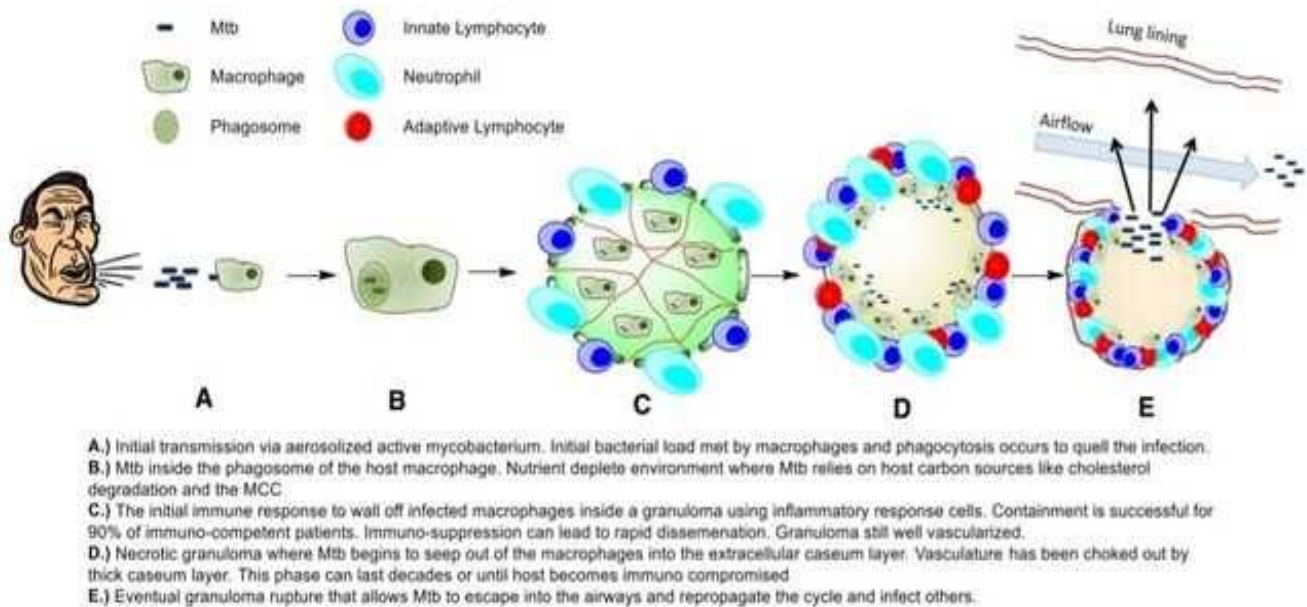 Mtb
Innate Lymphocyte
Macrophage
Neutrophil
Phagosome
Adaptive Lymphocyte
Lung lining
Airflow
A
B
C
D
E
A.) Initial transmission via aerosolized active mycobacterium. Initial bacterial load met by macrophages and phagocytosis occurs to quell the infection.
B.) Mtb inside the phagosome of the host macrophage. Nutrient deplete environment where Mtb relies on host carbon sources like cholesterol
degradation and the MCC
C.) The initial immune response to wall off infected macrophages inside a granuloma using inflammatory response cells. Containment is successful for
90% of immuno-competent patients. Immuno-suppression can lead to rapid dissemenation. Granuloma still well vascularized.
D.) Necrotic granuloma where Mtb begins to seep out of the macrophages into the extracellular caseum layer. Vasculature has been choked out by
thick caseum layer. This phase can last decades or until host becomes immuno compromised
E.) Eventual granuloma rupture that allows Mtb to escape into the airways and repropagate the cycle and infect others.